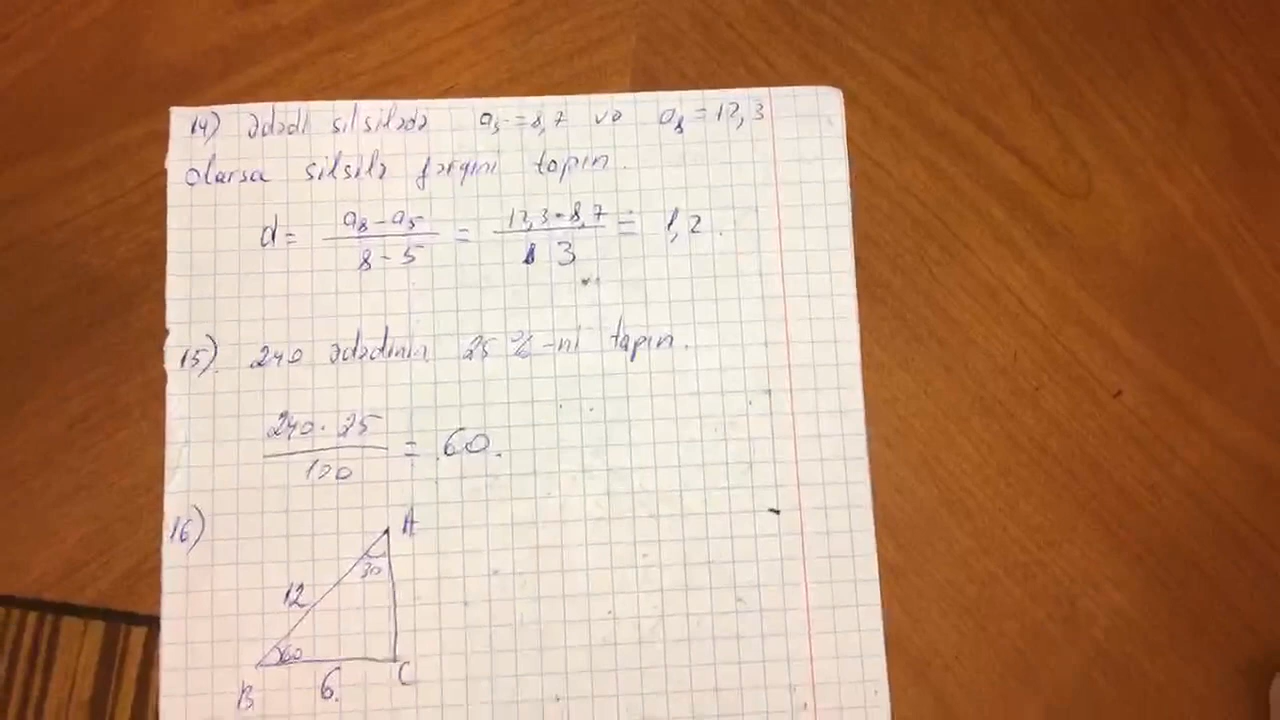 14) ədədi silsilədə a₅ = 8,7 və a₈ = 12,3
olarsa silsilə fərqini tapın.
d = (a₈ - a₅)/(8 - 5) = (12,3 - 8,7)/3 = 1,2.
15) 240 ədədinin 25 %-ni tapın.
(240 · 25)/100 = 60.
16)
A
30
12
60
B 6. C